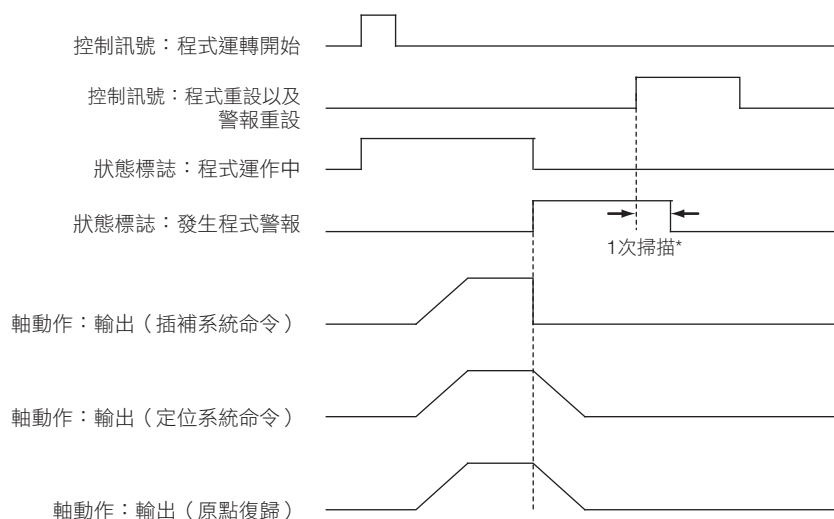 控制訊號：程式運轉開始
控制訊號：程式重設以及
警報重設
狀態標誌：程式運作中
狀態標誌：發生程式警報
1次掃描*
軸動作：輸出（插補系統命令）
軸動作：輸出（定位系統命令）
軸動作：輸出（原點復歸）